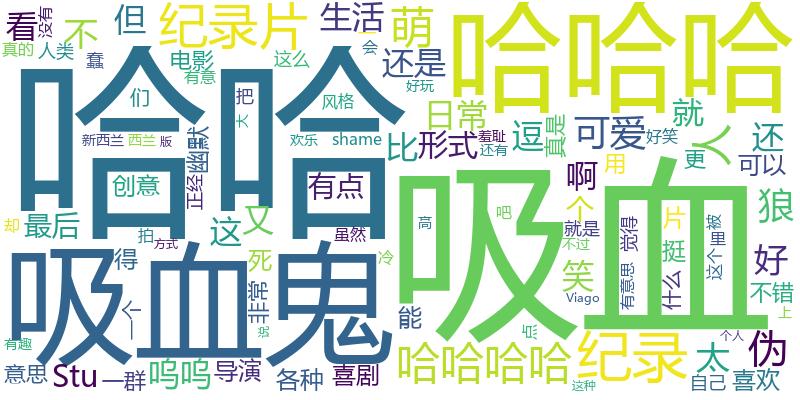 看
没有
不
但
纪录片
生活
萌
一
会
哈哈哈
真的
人类
蠢
电影
有意
这么
还是
好玩
哈哈
们
把
风格
日常
比
形式
逗
真是
可爱
就
人
还
新西兰
西兰
版
大
欢乐
shame
羞耻
还有
好笑
更
可以
创意
正经
幽默
有点
啊
用
却
最后
这
又
拍
方式
虽然
高
吧
个
就是
片
挺
觉得
有意思
什么
这个
里
被
狼
吸血
吸血鬼
得
一个
死
非常
说
冷
能
点
不过
笑
Viago
好
不错
上
有趣
意思
Stu
一群
呜呜
导演
各种
喜剧
哈哈哈哈
纪录
这种
太
个人
自己
伪
喜欢